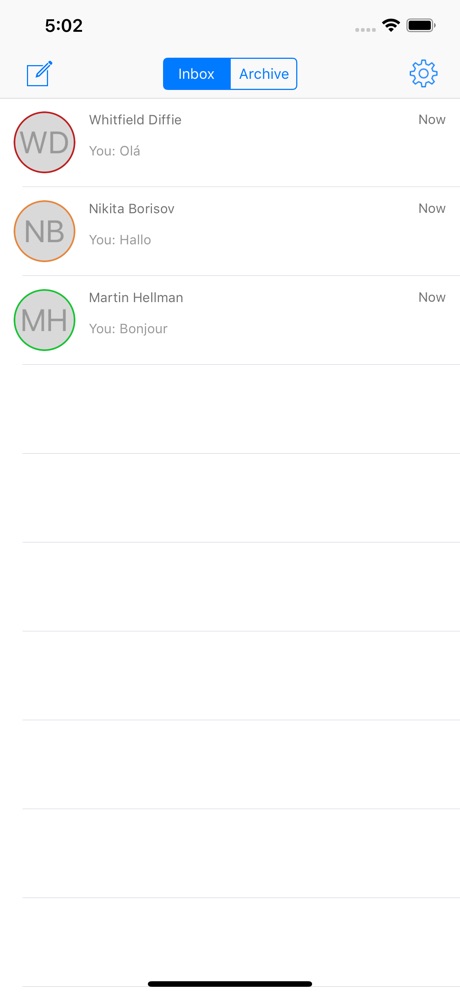 5:02
Inbox Archive
WD Whitfield Diffie Now
You: Olá
NB Nikita Borisov Now
You: Hallo
MH Martin Hellman Now
You: Bonjour